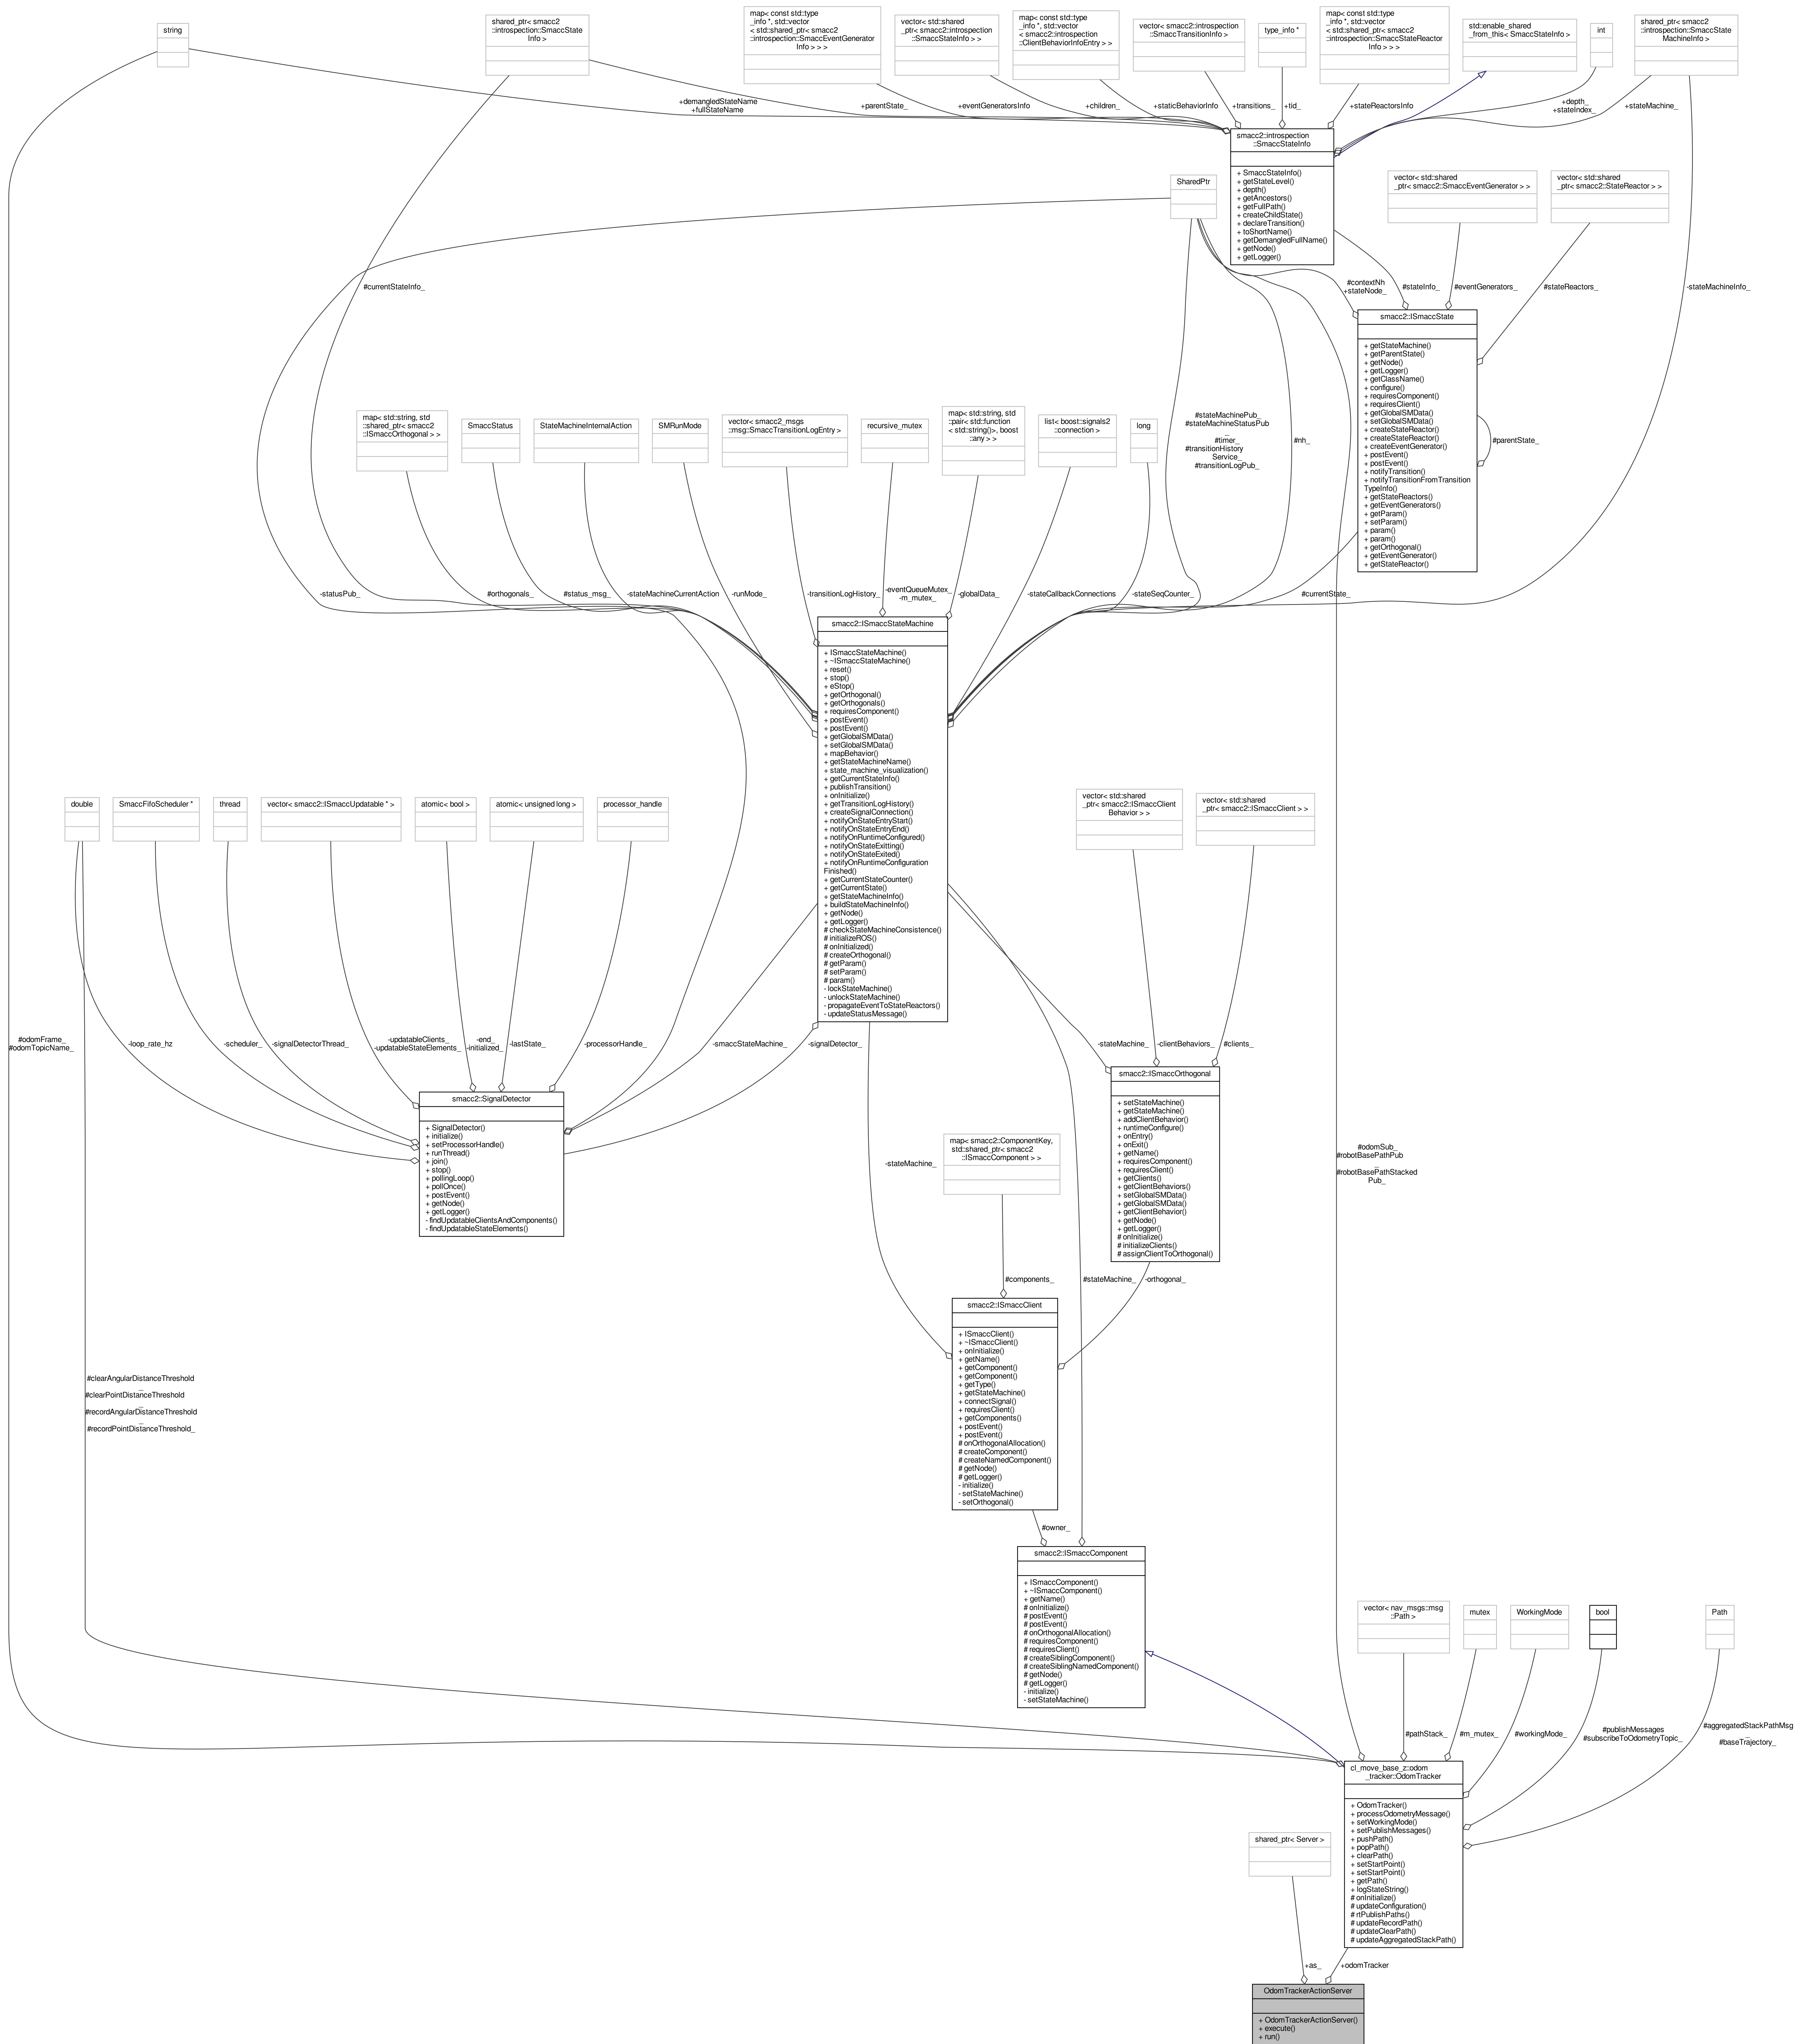 string
shared_ptr< smacc2
::introspection::SmaccState
Info >
map< const std::type
_info *, std::vector
< std::shared_ptr< smacc2
::introspection::SmaccEventGenerator
Info > > >
vector< std::shared
_ptr< smacc2::introspection
::SmaccStateInfo > >
map< const std::type
_info *, std::vector
< smacc2::introspection
::ClientBehaviorInfoEntry > >
vector< smacc2::introspection
::SmaccTransitionInfo >
type_info *
map< const std::type
_info *, std::vector
< std::shared_ptr< smacc2
::introspection::SmaccStateReactor
Info > > >
std::enable_shared
_from_this< SmaccStateInfo >
int
shared_ptr< smacc2
::introspection::SmaccState
MachineInfo >
+demangledStateName
+fullStateName
+parentState_
+eventGeneratorsInfo
+children_
+staticBehaviorInfo
+transitions_
+tid_
+stateReactorsInfo
+depth_
+stateIndex_
+stateMachine_
smacc2::introspection
::SmaccStateInfo
+ SmaccStateInfo()
+ getStateLevel()
+ depth()
+ getAncestors()
+ getFullPath()
+ createChildState()
+ declareTransition()
+ toShortName()
+ getDemangledFullName()
+ getNode()
+ getLogger()
SharedPtr
vector< std::shared
_ptr< smacc2::SmaccEventGenerator > >
vector< std::shared
_ptr< smacc2::StateReactor > >
#currentStateInfo_
#contextNh
+stateNode_
#stateInfo_
#eventGenerators_
#stateReactors_
-stateMachineInfo_
smacc2::ISmaccState
+ getStateMachine()
+ getParentState()
+ getNode()
+ getLogger()
+ getClassName()
+ configure()
+ requiresComponent()
+ requiresClient()
+ getGlobalSMData()
+ setGlobalSMData()
+ createStateReactor()
+ createStateReactor()
+ createEventGenerator()
+ postEvent()
+ postEvent()
+ notifyTransition()
+ notifyTransitionFromTransition
TypeInfo()
+ getStateReactors()
+ getEventGenerators()
+ getParam()
+ setParam()
+ param()
+ param()
+ getOrthogonal()
+ getEventGenerator()
+ getStateReactor()
#parentState_
map< std::string, std
::shared_ptr< smacc2
::ISmaccOrthogonal > >
SmaccStatus
StateMachineInternalAction
SMRunMode
vector< smacc2_msgs
::msg::SmaccTransitionLogEntry >
recursive_mutex
map< std::string, std
::pair< std::function
< std::string()>, boost
::any > >
list< boost::signals2
::connection >
long
#stateMachinePub_
#stateMachineStatusPub
_
#timer_
#transitionHistory
Service_
#transitionLogPub_
#nh_
-statusPub_
#orthogonals_
#status_msg_
-stateMachineCurrentAction
-runMode_
-transitionLogHistory_
-eventQueueMutex_
-m_mutex_
-globalData_
-stateCallbackConnections
-stateSeqCounter_
#currentState_
smacc2::ISmaccStateMachine
+ ISmaccStateMachine()
+ ~ISmaccStateMachine()
+ reset()
+ stop()
+ eStop()
+ getOrthogonal()
+ getOrthogonals()
+ requiresComponent()
+ postEvent()
+ postEvent()
+ getGlobalSMData()
+ setGlobalSMData()
+ mapBehavior()
+ getStateMachineName()
+ state_machine_visualization()
+ getCurrentStateInfo()
+ publishTransition()
+ onInitialize()
+ getTransitionLogHistory()
+ createSignalConnection()
+ notifyOnStateEntryStart()
+ notifyOnStateEntryEnd()
+ notifyOnRuntimeConfigured()
+ notifyOnStateExitting()
+ notifyOnStateExited()
+ notifyOnRuntimeConfiguration
Finished()
+ getCurrentStateCounter()
+ getCurrentState()
+ getStateMachineInfo()
+ buildStateMachineInfo()
+ getNode()
+ getLogger()
# checkStateMachineConsistence()
# initializeROS()
# onInitialized()
# createOrthogonal()
# getParam()
# setParam()
# param()
- lockStateMachine()
- unlockStateMachine()
- propagateEventToStateReactors()
- updateStatusMessage()
double
SmaccFifoScheduler *
thread
vector< smacc2::ISmaccUpdatable * >
atomic< bool >
atomic< unsigned long >
processor_handle
vector< std::shared
_ptr< smacc2::ISmaccClient
Behavior > >
vector< std::shared
_ptr< smacc2::ISmaccClient > >
#odomFrame_
#odomTopicName_
-loop_rate_hz
-scheduler_
-signalDetectorThread_
-updatableClients_
-updatableStateElements_
-end_
-initialized_
-lastState_
-processorHandle_
-smaccStateMachine_
-signalDetector_
-stateMachine_
-clientBehaviors_
#clients_
smacc2::SignalDetector
+ SignalDetector()
+ initialize()
+ setProcessorHandle()
+ runThread()
+ join()
+ stop()
+ pollingLoop()
+ pollOnce()
+ postEvent()
+ getNode()
+ getLogger()
- findUpdatableClientsAndComponents()
- findUpdatableStateElements()
smacc2::ISmaccOrthogonal
+ setStateMachine()
+ getStateMachine()
+ addClientBehavior()
+ runtimeConfigure()
+ onEntry()
+ onExit()
+ getName()
+ requiresComponent()
+ requiresClient()
+ getClients()
+ getClientBehaviors()
+ setGlobalSMData()
+ getGlobalSMData()
+ getClientBehavior()
+ getNode()
+ getLogger()
# onInitialize()
# initializeClients()
# assignClientToOrthogonal()
map< smacc2::ComponentKey,
std::shared_ptr< smacc2
::ISmaccComponent > >
-stateMachine_
#odomSub_
#robotBasePathPub
_
#robotBasePathStacked
Pub_
#components_
#stateMachine_
-orthogonal_
smacc2::ISmaccClient
+ ISmaccClient()
+ ~ISmaccClient()
+ onInitialize()
+ getName()
+ getComponent()
+ getComponent()
+ getType()
+ getStateMachine()
+ connectSignal()
+ requiresClient()
+ getComponents()
+ postEvent()
+ postEvent()
# onOrthogonalAllocation()
# createComponent()
# createNamedComponent()
# getNode()
# getLogger()
- initialize()
- setStateMachine()
- setOrthogonal()
#clearAngularDistanceThreshold
_
#clearPointDistanceThreshold
_
#recordAngularDistanceThreshold
_
#recordPointDistanceThreshold_
#owner_
smacc2::ISmaccComponent
+ ISmaccComponent()
+ ~ISmaccComponent()
+ getName()
# onInitialize()
# postEvent()
# postEvent()
# onOrthogonalAllocation()
# requiresComponent()
# requiresClient()
# createSiblingComponent()
# createSiblingNamedComponent()
# getNode()
# getLogger()
- initialize()
- setStateMachine()
vector< nav_msgs::msg
::Path >
mutex
WorkingMode
bool
Path
#pathStack_
#m_mutex_
#workingMode_
#publishMessages
#subscribeToOdometryTopic_
#aggregatedStackPathMsg
_
#baseTrajectory_
cl_move_base_z::odom
_tracker::OdomTracker
+ OdomTracker()
+ processOdometryMessage()
+ setWorkingMode()
+ setPublishMessages()
+ pushPath()
+ popPath()
+ clearPath()
+ setStartPoint()
+ setStartPoint()
+ getPath()
+ logStateString()
# onInitialize()
# updateConfiguration()
# rtPublishPaths()
# updateRecordPath()
# updateClearPath()
# updateAggregatedStackPath()
shared_ptr< Server >
+as_
+odomTracker
OdomTrackerActionServer
+ OdomTrackerActionServer()
+ execute()
+ run()